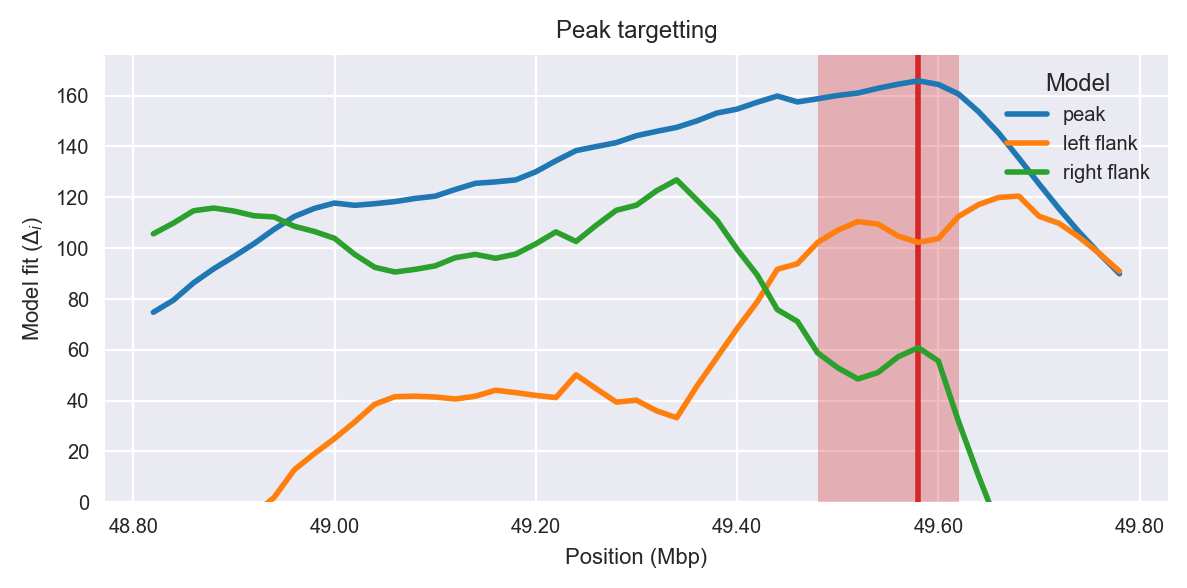 Peak targetting
Model fit (Δi)
160
140
120
100
80
60
40
20
0
Model
peak
left flank
right flank
48.80 49.00 49.20 49.40 49.60 49.80
Position (Mbp)